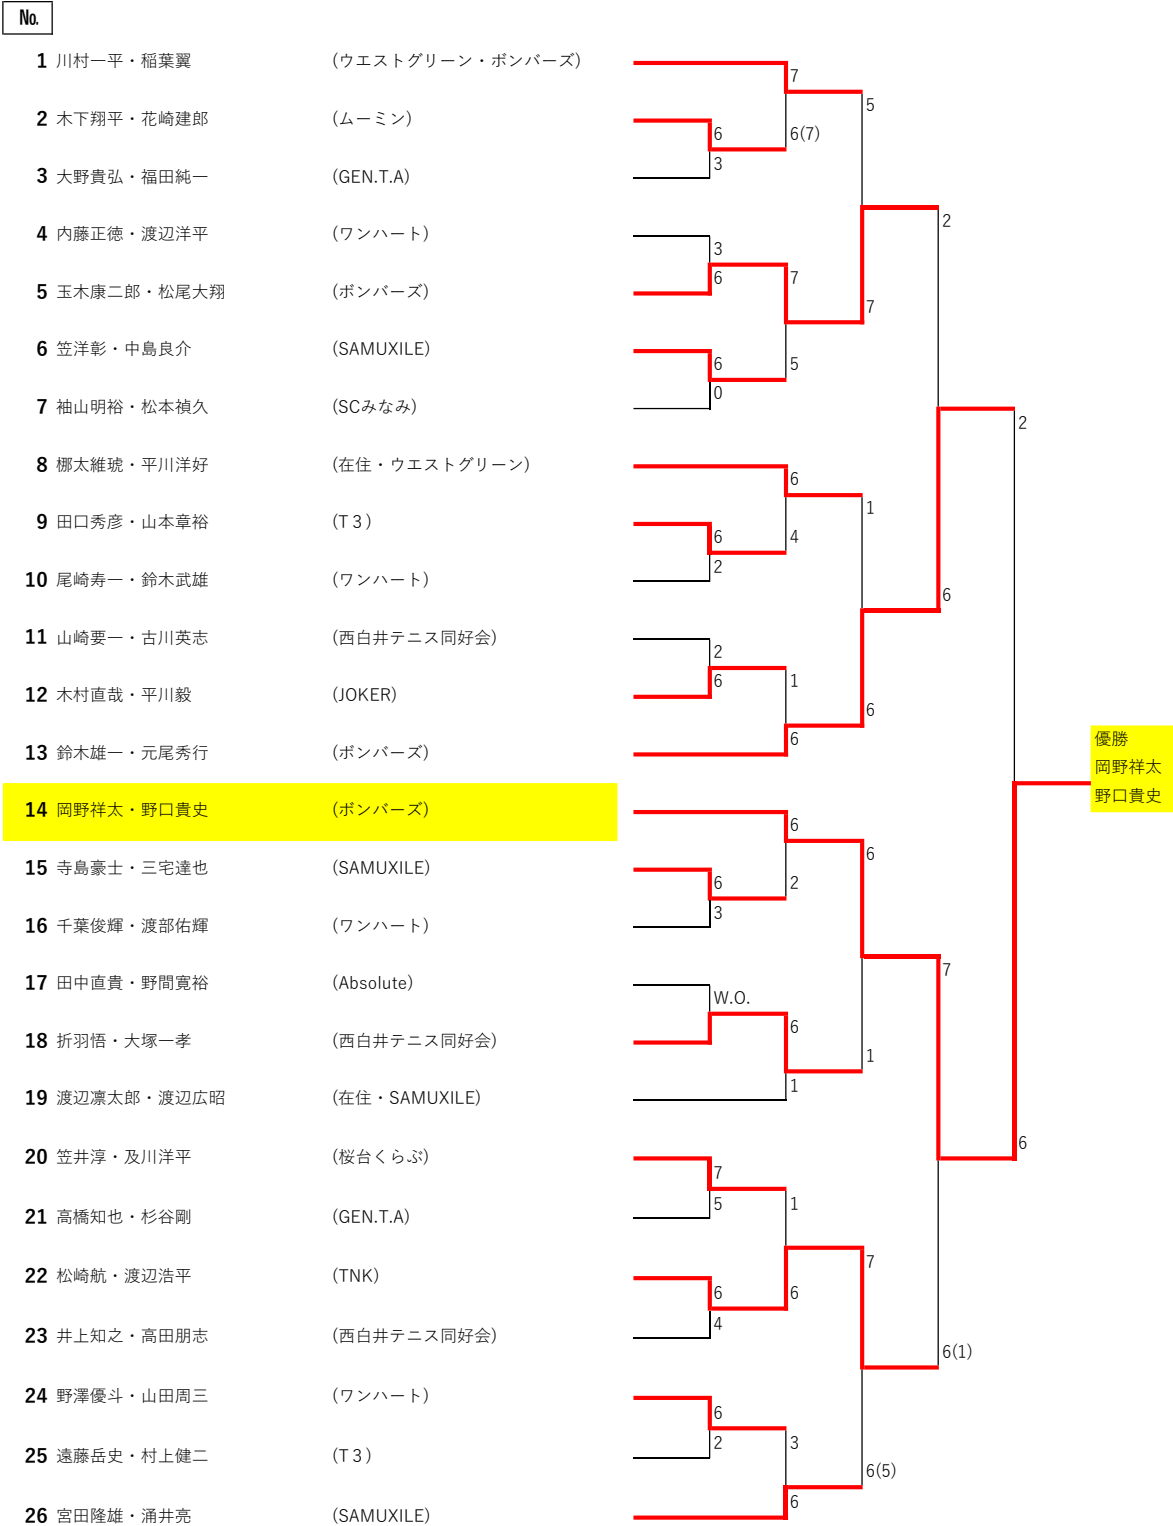 No.
1 川村一平・稲葉翼 (ウエストグリーン・ボンバーズ)
7
5
2 木下翔平・花崎建郎 (ムーミン)
6
6(7)
3
3 大野貴弘・福田純一 (GEN.T.A)
2
4 内藤正徳・渡辺洋平 (ワンハート)
3
6
7
5 玉木康二郎・松尾大翔 (ボンバーズ)
7
6 笠洋彰・中島良介 (SAMUXILE)
6
5
0
7 袖山明裕・松本禎久 (SCみなみ)
2
8 梛太維琥・平川洋好 (在住・ウエストグリーン)
6
1
9 田口秀彦・山本章裕 (T３)
6
4
2
10 尾崎寿一・鈴木武雄 (ワンハート)
6
11 山崎要一・古川英志 (西白井テニス同好会)
2
6
1
12 木村直哉・平川毅 (JOKER)
6
6
13 鈴木雄一・元尾秀行 (ボンバーズ)
優勝
岡野祥太
野口貴史
14 岡野祥太・野口貴史 (ボンバーズ)
6
6
15 寺島豪士・三宅達也 (SAMUXILE)
6
2
3
16 千葉俊輝・渡部佑輝 (ワンハート)
7
17 田中直貴・野間寛裕 (Absolute)
W.O.
6
18 折羽悟・大塚一孝 (西白井テニス同好会)
1
1
19 渡辺凛太郎・渡辺広昭 (在住・SAMUXILE)
6
20 笠井淳・及川洋平 (桜台くらぶ)
7
5
1
21 高橋知也・杉谷剛 (GEN.T.A)
7
22 松崎航・渡辺浩平 (TNK)
6
6
4
23 井上知之・高田朋志 (西白井テニス同好会)
6(1)
24 野澤優斗・山田周三 (ワンハート)
6
2
3
25 遠藤岳史・村上健二 (T３)
6(5)
6
26 宮田隆雄・涌井亮 (SAMUXILE)